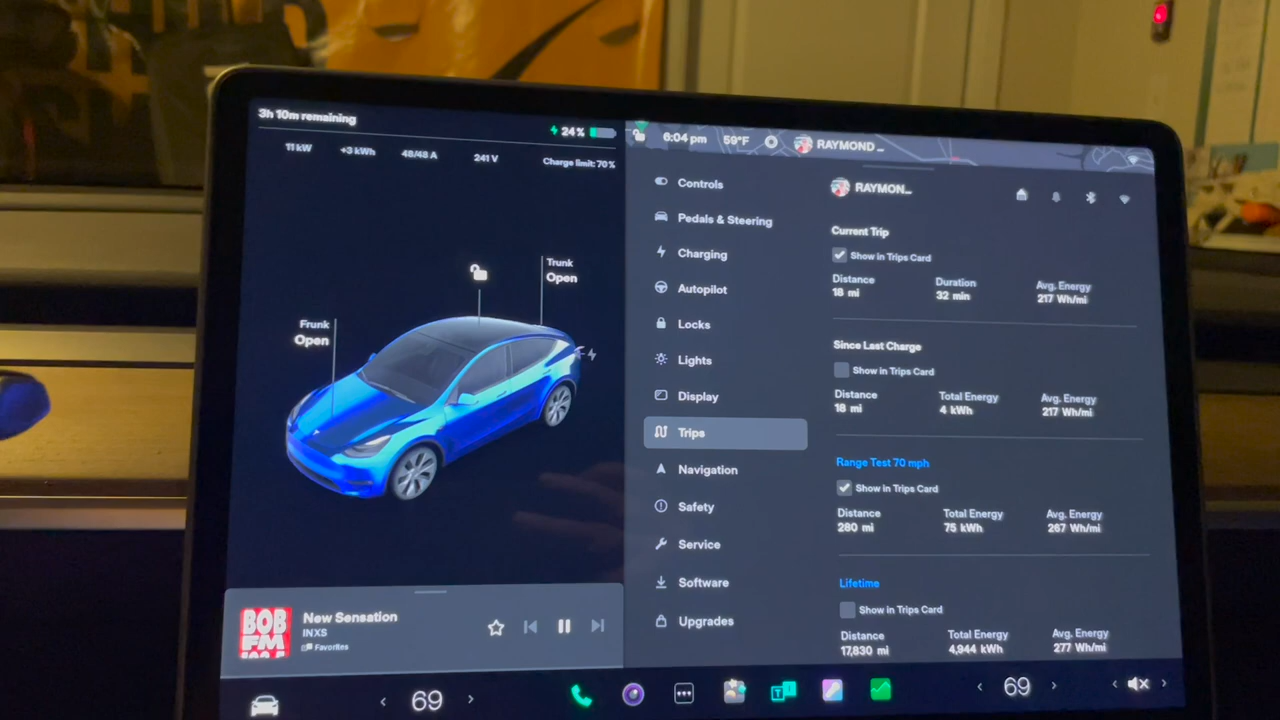 3h 10m remaining
24%
11 kW
+3 kWh
48/48 A
241 V
Charge limit: 70%
Trunk
Open
Frunk
Open
BOB
FM
New Sensation
INXS
Favorites
6:04 pm
59°F
RAYMOND _
RAYMON...
Controls
Pedals & Steering
Charging
Autopilot
Locks
Lights
Display
Trips
Navigation
Safety
Service
Software
Upgrades
Current Trip
Show in Trips Card
Distance
18 mi
Duration
32 min
Avg. Energy
217 Wh/mi
Since Last Charge
Show in Trips Card
Distance
18 mi
Total Energy
4 kWh
Avg. Energy
217 Wh/mi
Range Test 70 mph
Show in Trips Card
Distance
280 mi
Total Energy
75 kWh
Avg. Energy
267 Wh/mi
Lifetime
Show in Trips Card
Distance
17,830 mi
Total Energy
4,944 kWh
Avg. Energy
277 Wh/mi
69
69